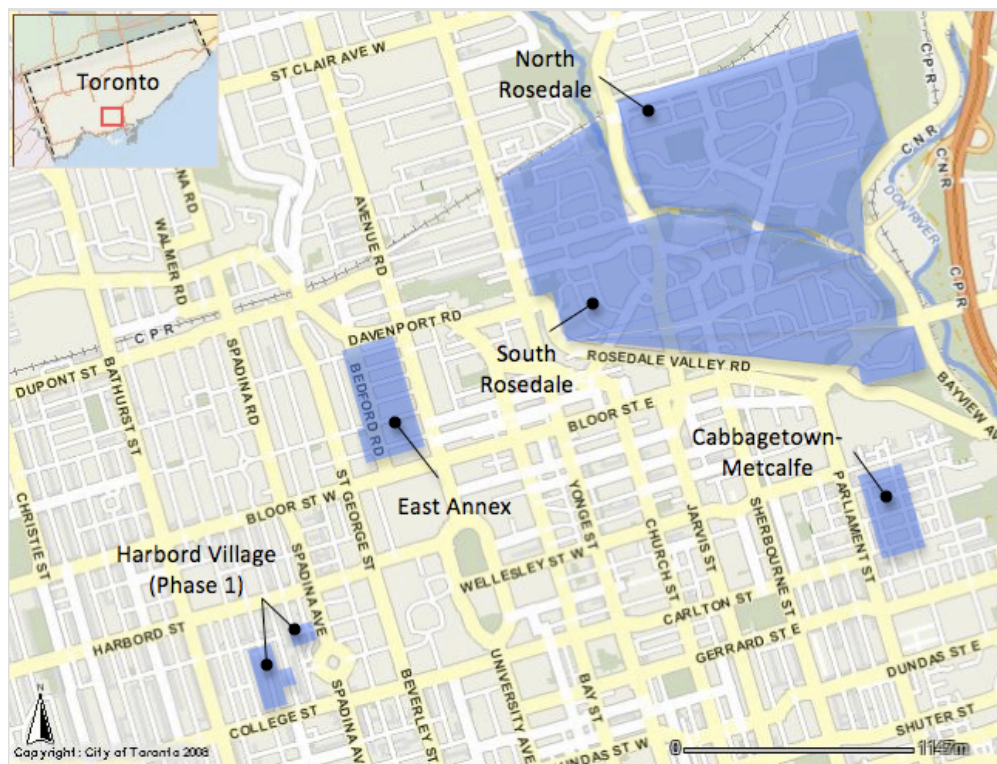 Toronto
ST CLAIR AVE W
North
Rosedale
C P R
C N R
C N R
DON RIVER
C P R
NA RD
WALMER RD
AVENUE RD
C P R
DAVENPORT RD
South
Rosedale
ROSEDALE VALLEY RD
DUPONT ST
BATHURST ST
SPADINA RD
BEDFORD RD
BLOOR ST E
BAYVIEW AV
Cabbagetown-
Metcalfe
CHRISTIE ST
BLOOR ST W
ST GEORGE ST
East Annex
YONGE ST
CHURCH ST
JARVIS ST
SHERBOURNE ST
PARLIAMENT ST
Harbord Village
(Phase 1)
SPADINA AVE
WELLESLEY ST W
CARLTON ST
HARBORD ST
GERRARD ST E
DUNDAS ST E
COLLEGE ST
SPADINA AV
BEVERLEY ST
UNIVERSITY AVE
BAY ST
DUNDAS ST W
SHUTER ST
N
Copyright : City of Toronto 2008
0 1147m